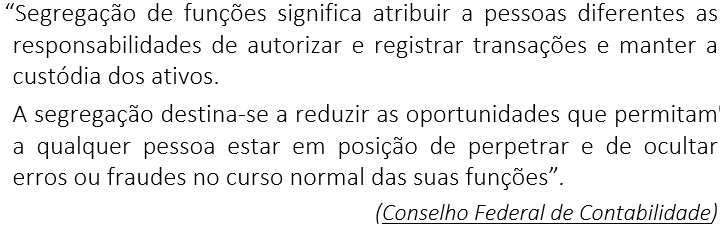 “Segregação de funções significa atribuir a pessoas diferentes as
responsabilidades de autorizar e registrar transações e manter a
custódia dos ativos.
A segregação destina-se a reduzir as oportunidades que permitam
a qualquer pessoa estar em posição de perpetrar e de ocultar
erros ou fraudes no curso normal das suas funções”.
(Conselho Federal de Contabilidade)